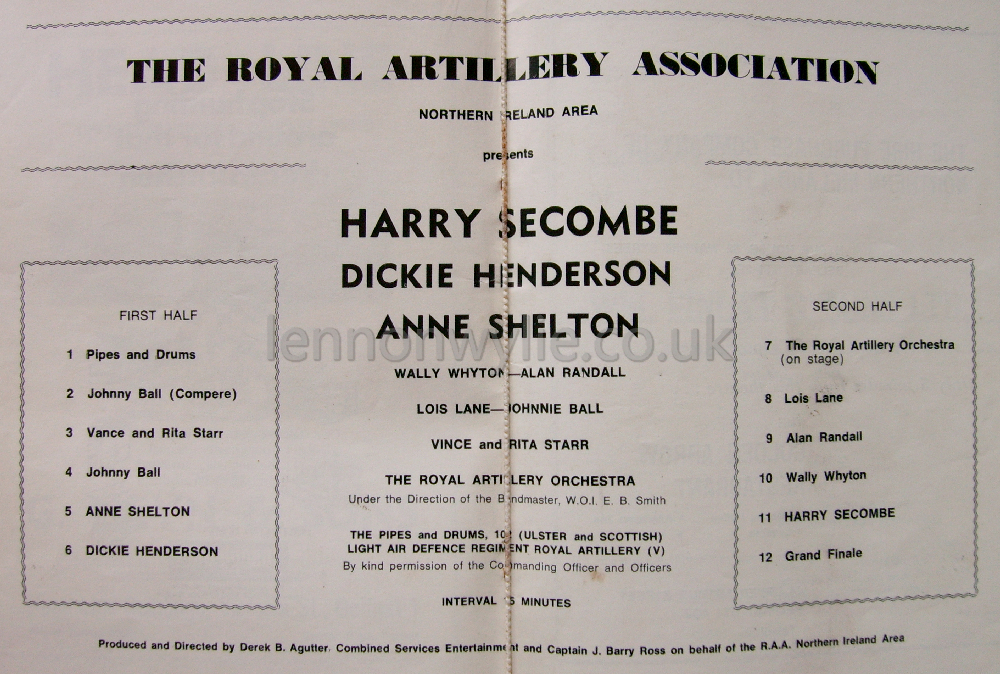 THE ROYAL ARTILLERY ASSOCIATION
NORTHERN IRELAND AREA
presents
HARRY SECOMBE
DICKIE HENDERSON
ANNE SHELTON
WALLY WHYTON—ALAN RANDALL
LOIS LANE—JOHNNIE BALL
VINCE and RITA STARR
THE ROYAL ARTILLERY ORCHESTRA
Under the Direction of the Bandmaster, W.O.I. E. B. Smith
THE PIPES and DRUMS, (ULSTER and SCOTTISH)
LIGHT AIR DEFENCE REGIMENT ROYAL ARTILLERY (V)
By kind permission of the Commanding Officer and Officers
INTERVAL MINUTES
FIRST HALF
1 Pipes and Drums
2 Johnny Ball (Compere)
3 Vance and Rita Starr
4 Johnny Ball
5 ANNE SHELTON
6 DICKIE HENDERSON
SECOND HALF
7 The Royal Artillery Orchestra
(on stage)
8 Lois Lane
9 Alan Randall
10 Wally Whyton
11 HARRY SECOMBE
12 Grand Finale
Produced and Directed by Derek B. Agutter, Combined Services Entertainment and Captain J. Barry Ross on behalf of the R.A.A. Northern Ireland Area
lennonwylie.co.uk